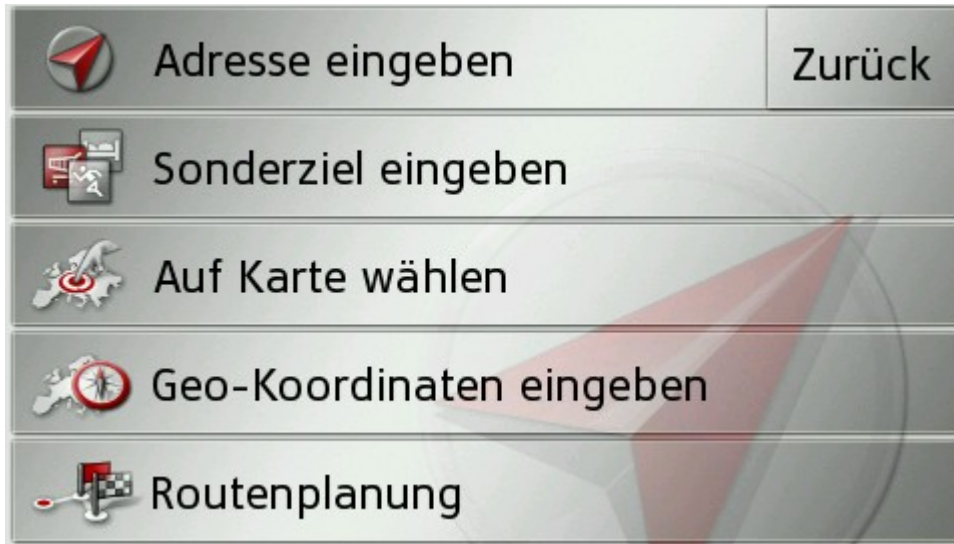 Adresse eingeben
Zurück
Sonderziel eingeben
Auf Karte wählen
Geo-Koordinaten eingeben
Routenplanung